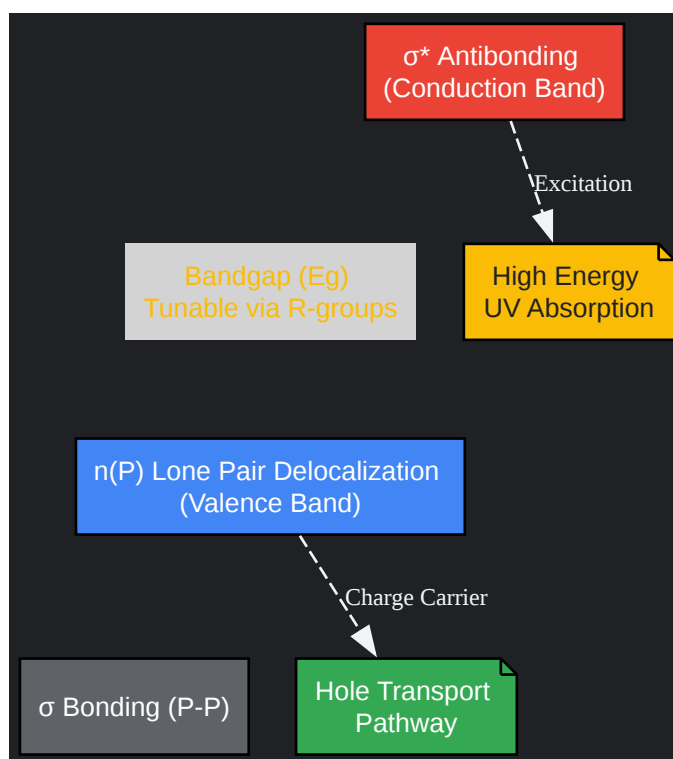 σ* Antibonding
(Conduction Band)
Excitation
Bandgap (Eg)
Tunable via R-groups
High Energy
UV Absorption
n(P) Lone Pair Delocalization
(Valence Band)
Charge Carrier
σ Bonding (P-P)
Hole Transport
Pathway